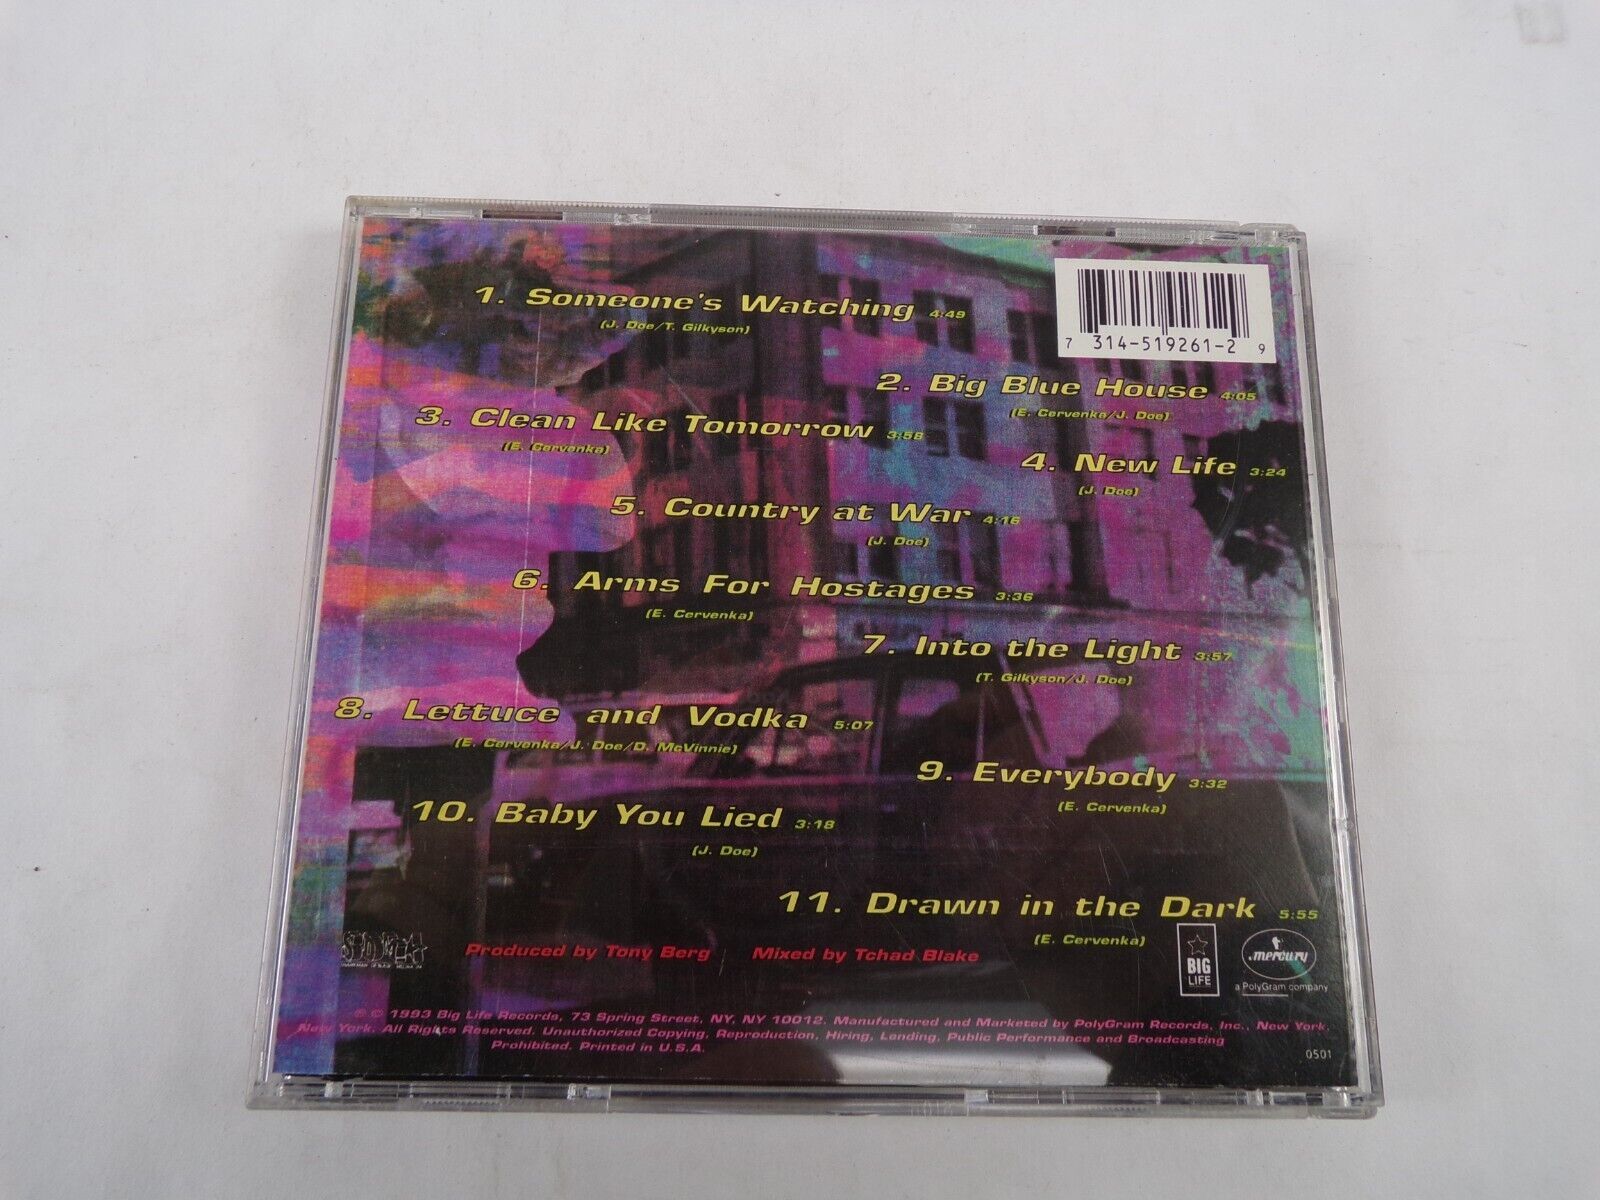 1. Someone's Watching 4:49
(J. Doe/T. Gilkyson)
7 314-519261-2 9
2. Big Blue House 4:05
(E. Cervenka/J. Doe)
3. Clean Like Tomorrow 3:58
(E. Cervenka)
4. New Life 3:24
(J. Doe)
5. Country at War 4:16
(J. Doe)
6. Arms For Hostages 3:36
(E. Cervenka)
7. Into the Light 3:57
(T. Gilkyson/J. Doe)
8. Lettuce and Vodka 5:07
(E. Cervenka/J. Doe/D. McVinnie)
9. Everybody 3:32
(E. Cervenka)
10. Baby You Lied 3:18
(J. Doe)
11. Drawn in the Dark 5:55
(E. Cervenka)
Produced by Tony Berg Mixed by Tchad Blake
BIG
LIFE
mercury
a PolyGram company
℗ © 1993 Big Life Records, 73 Spring Street, NY, NY 10012. Manufactured and Marketed by PolyGram Records, Inc., New York,
New York. All Rights Reserved. Unauthorized Copying, Reproduction, Hiring, Lending, Public Performance and Broadcasting
Prohibited. Printed in U.S.A.
0501